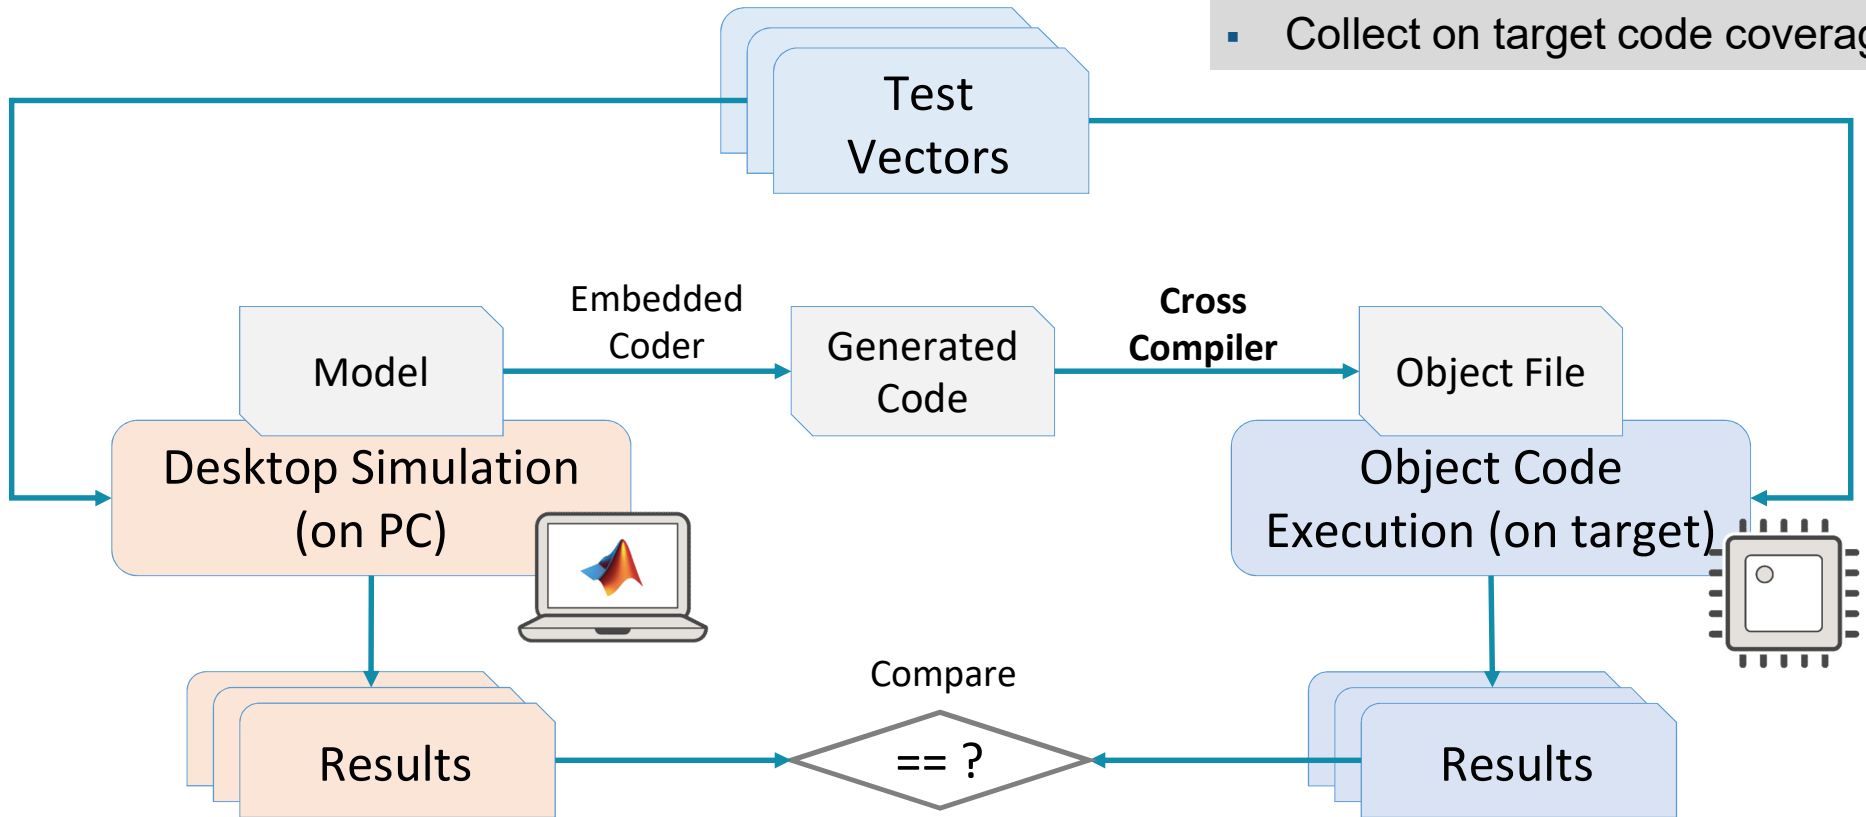 ▪ Collect on target code
Test
Vectors
Embedded
Coder
Cross
Compiler
Model
Generated
Code
Object File
Desktop Simulation
(on PC)
Object Code
Execution (on target)
Compare
Results
== ?
Results